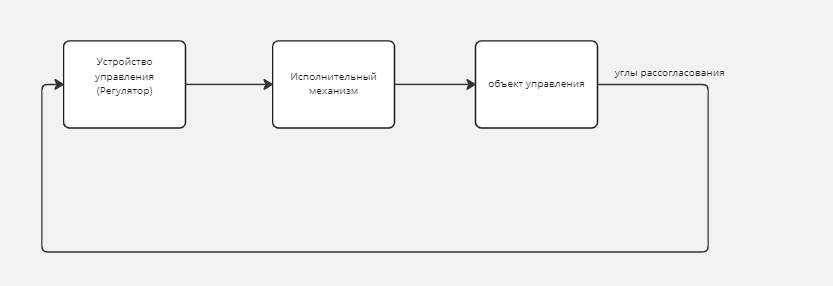 Устройство
управления
(Регулятор)
Исполнительный
механизм
объект управления
углы рассогласования